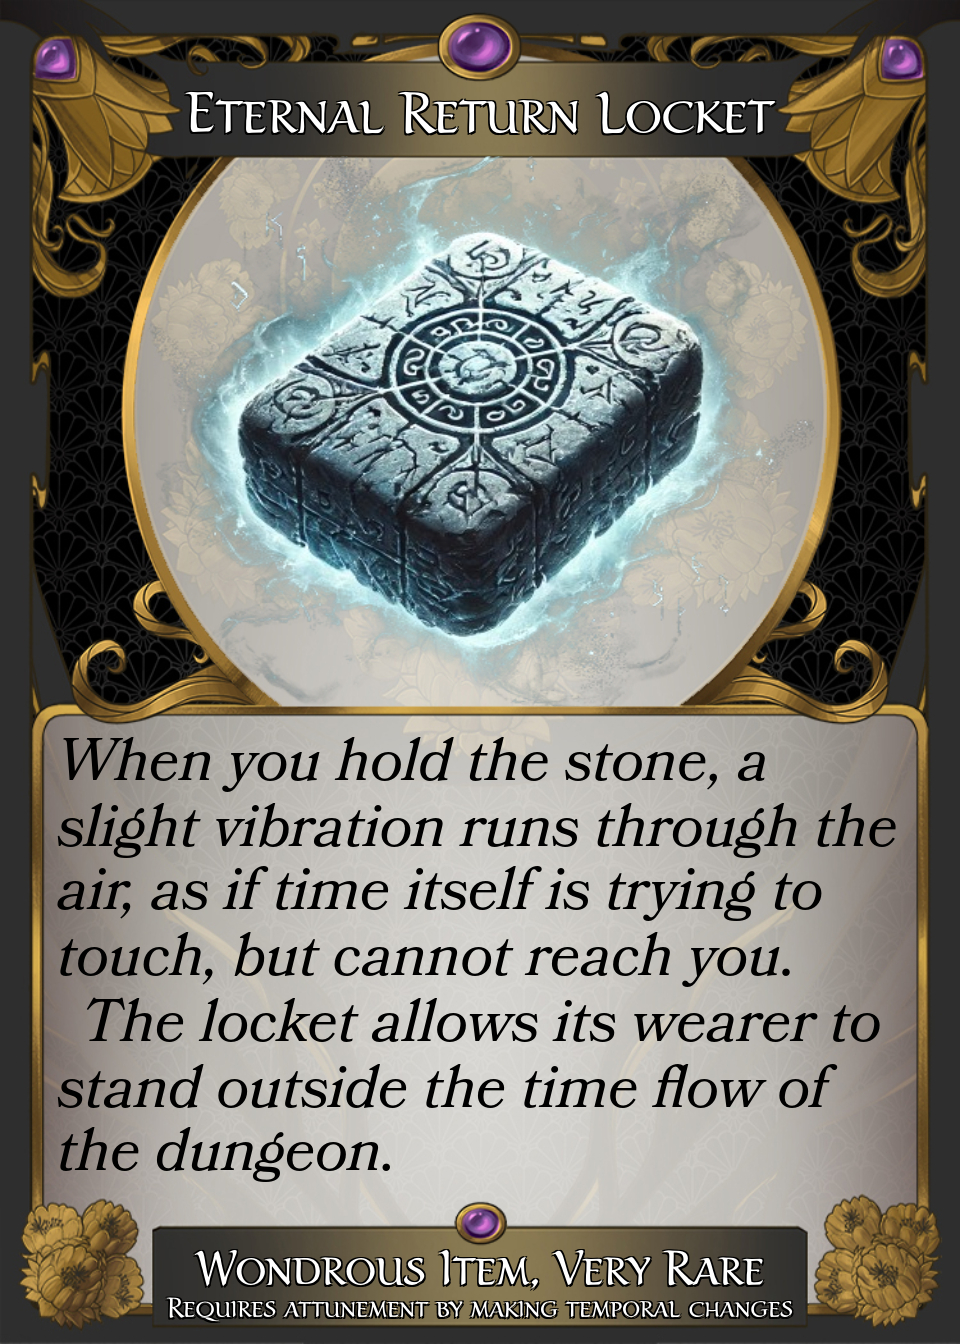 Eternal Return Locket
When you hold the stone, a
slight vibration runs through the
air, as if time itself is trying to
touch, but cannot reach you.
The locket allows its wearer to
stand outside the time flow of
the dungeon.
Wondrous Item, Very Rare
Requires attunement by making temporal changes